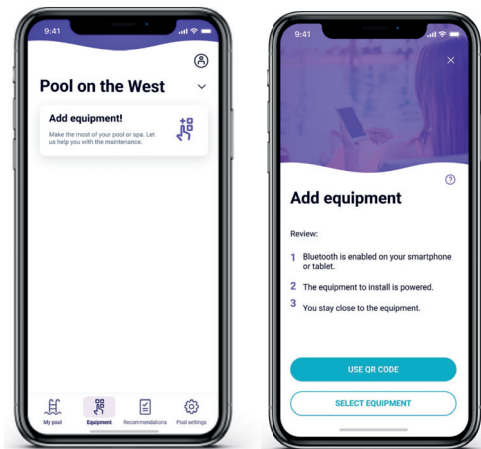 9:41
Pool on the West
Add equipment!
Make the most of your pool or spa. Let
us help you with the maintenance.
My pool
Equipment
Recommendations
Pool settings
9:41
Add equipment
Review:
1 Bluetooth is enabled on your smartphone
or tablet.
2 The equipment to install is powered.
3 You stay close to the equipment.
USE QR CODE
SELECT EQUIPMENT